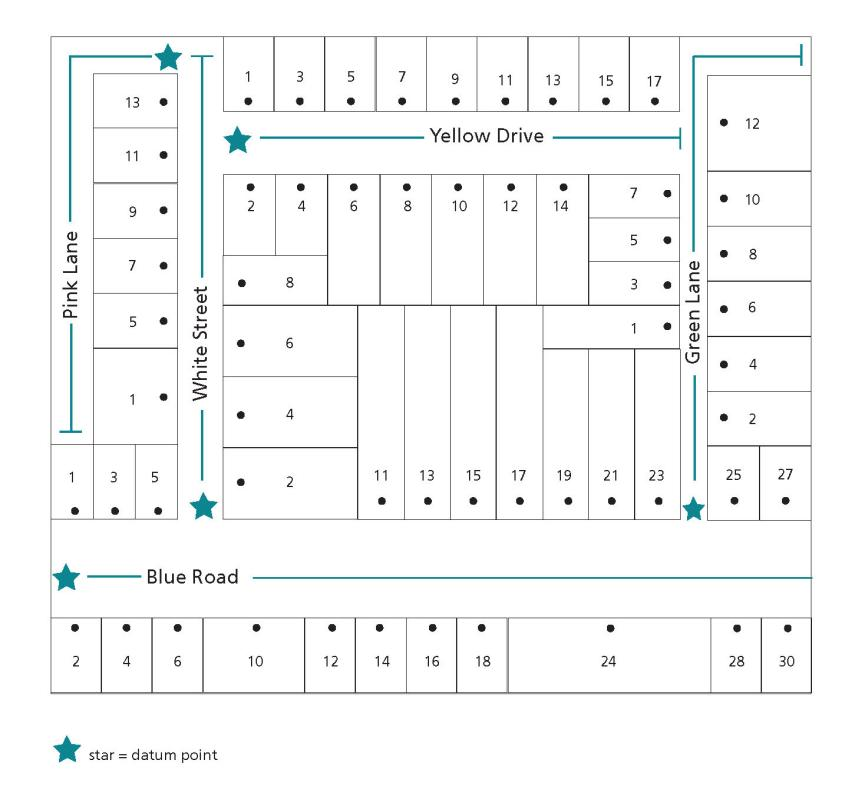 1 3 5 7 9 11 13 15 17
13
11
9
7
5
1
Pink Lane
White Street
Yellow Drive
2 4 6 8 10 12 14
7
5
3
1
8
6
4
2
Green Lane
12
10
8
6
4
2
1 3 5
11 13 15 17 19 21 23
25 27
Blue Road
2 4 6 10 12 14 16 18 24 28 30
star = datum point